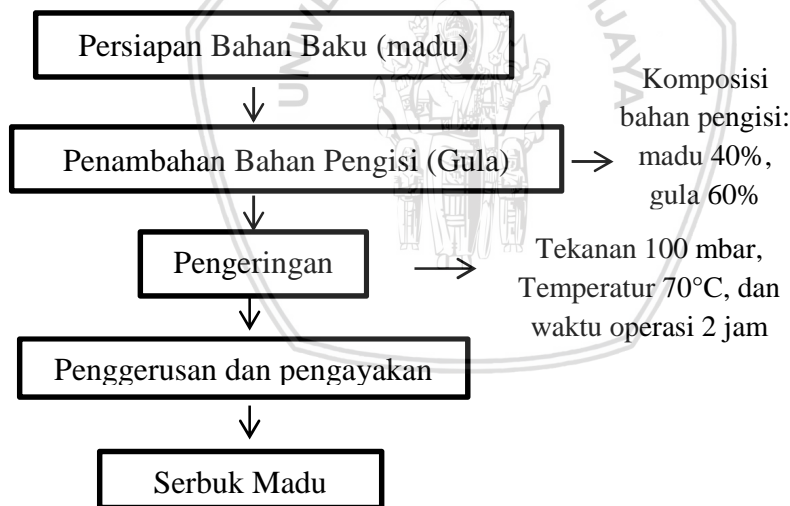 Persiapan Bahan Baku (madu)
Penambahan Bahan Pengisi (Gula)
Komposisi
bahan pengisi:
madu 40%,
gula 60%
Pengeringan
Tekanan 100 mbar,
Temperatur 70°C, dan
waktu operasi 2 jam
Penggerusan dan pengayakan
Serbuk Madu